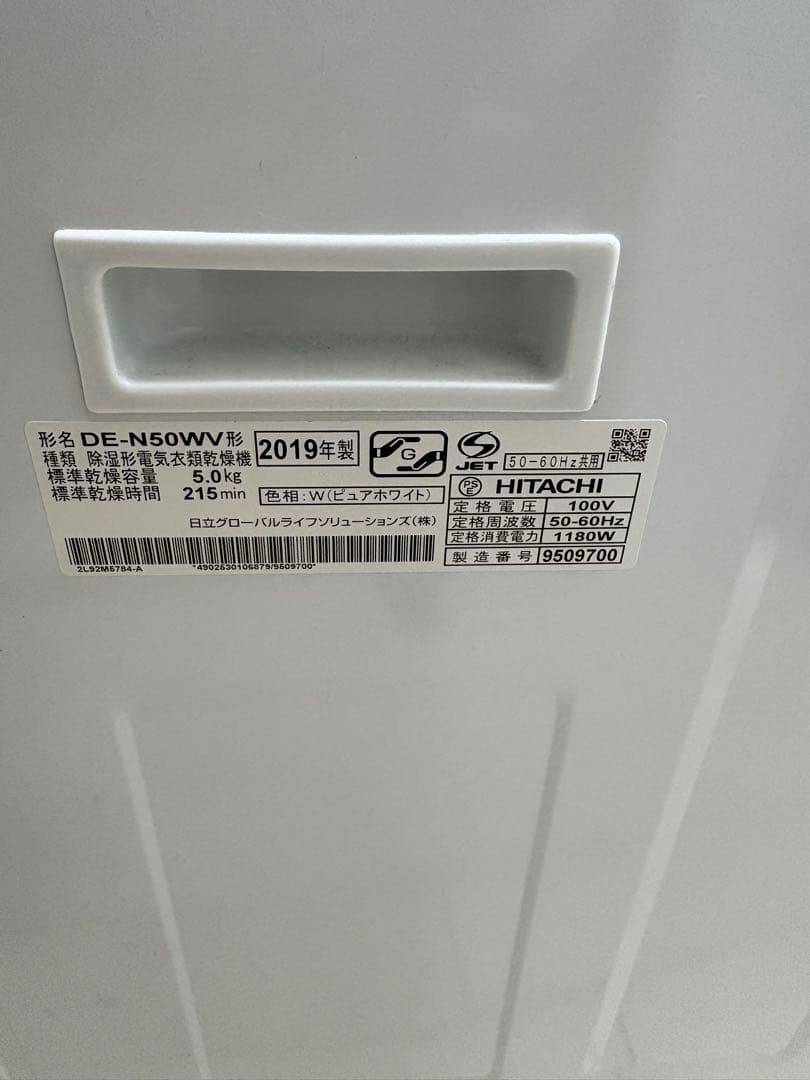 形名 DE-N50WV形
種類 除湿形電気衣類乾燥機
標準乾燥容量 5.0kg
標準乾燥時間 215min
2019年製
色相:W(ピュアホワイト)
日立グローバルライフソリューションズ(株)
2L92M5784-A
*4902530106879/9509700*
G
JET
50-60Hz共用
PSE HITACHI
定格電圧 100V
定格周波数 50-60Hz
定格消費電力 1180W
製造番号 9509700